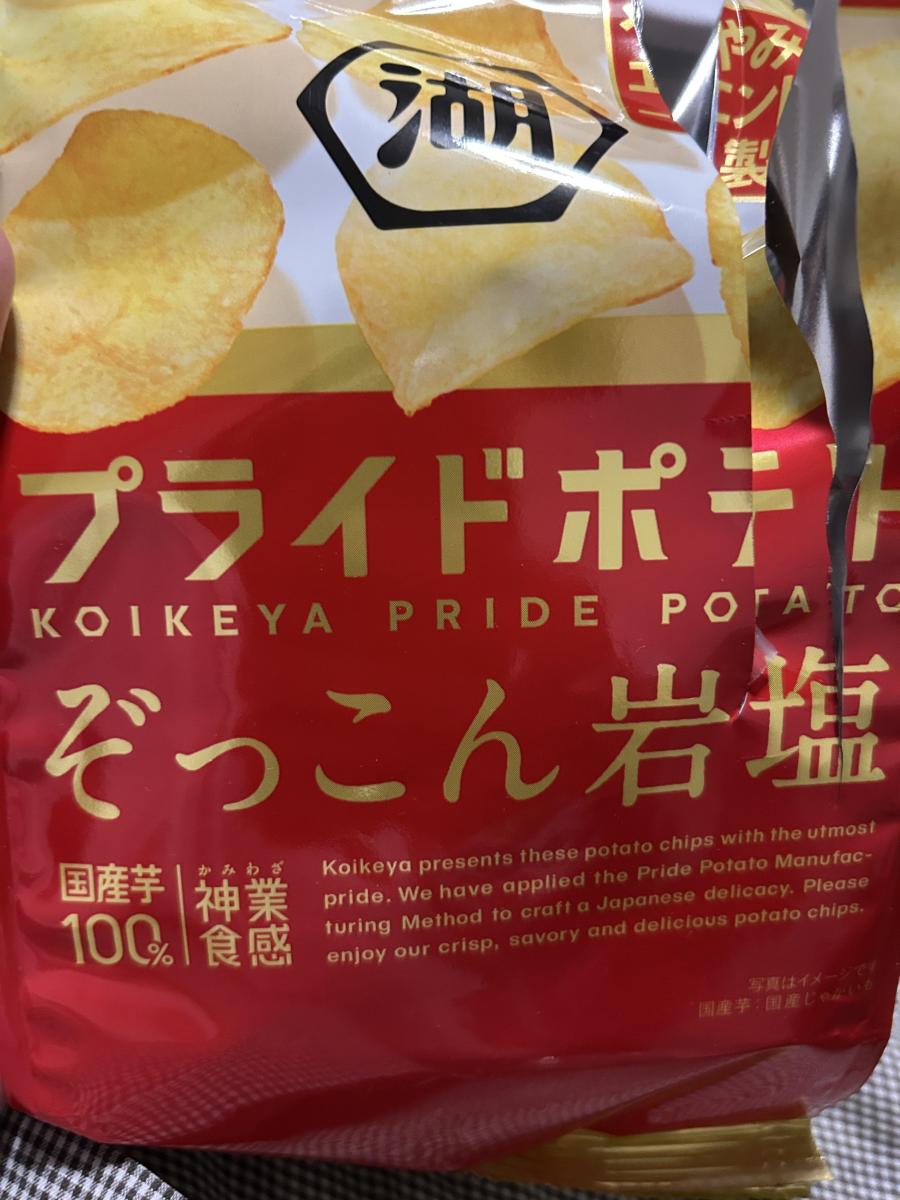 湖
やみ
製
プライドポテト
KOIKEYA PRIDE POTATO
ぞっこん岩塩
国産芋
100%
かみわざ
神業
食感
Koikeya presents these potato chips with the utmost
pride. We have applied the Pride Potato Manufac-
turing Method to craft a Japanese delicacy. Please
enjoy our crisp, savory and delicious potato chips.
写真はイメージです
国産芋:国産じゃがいも